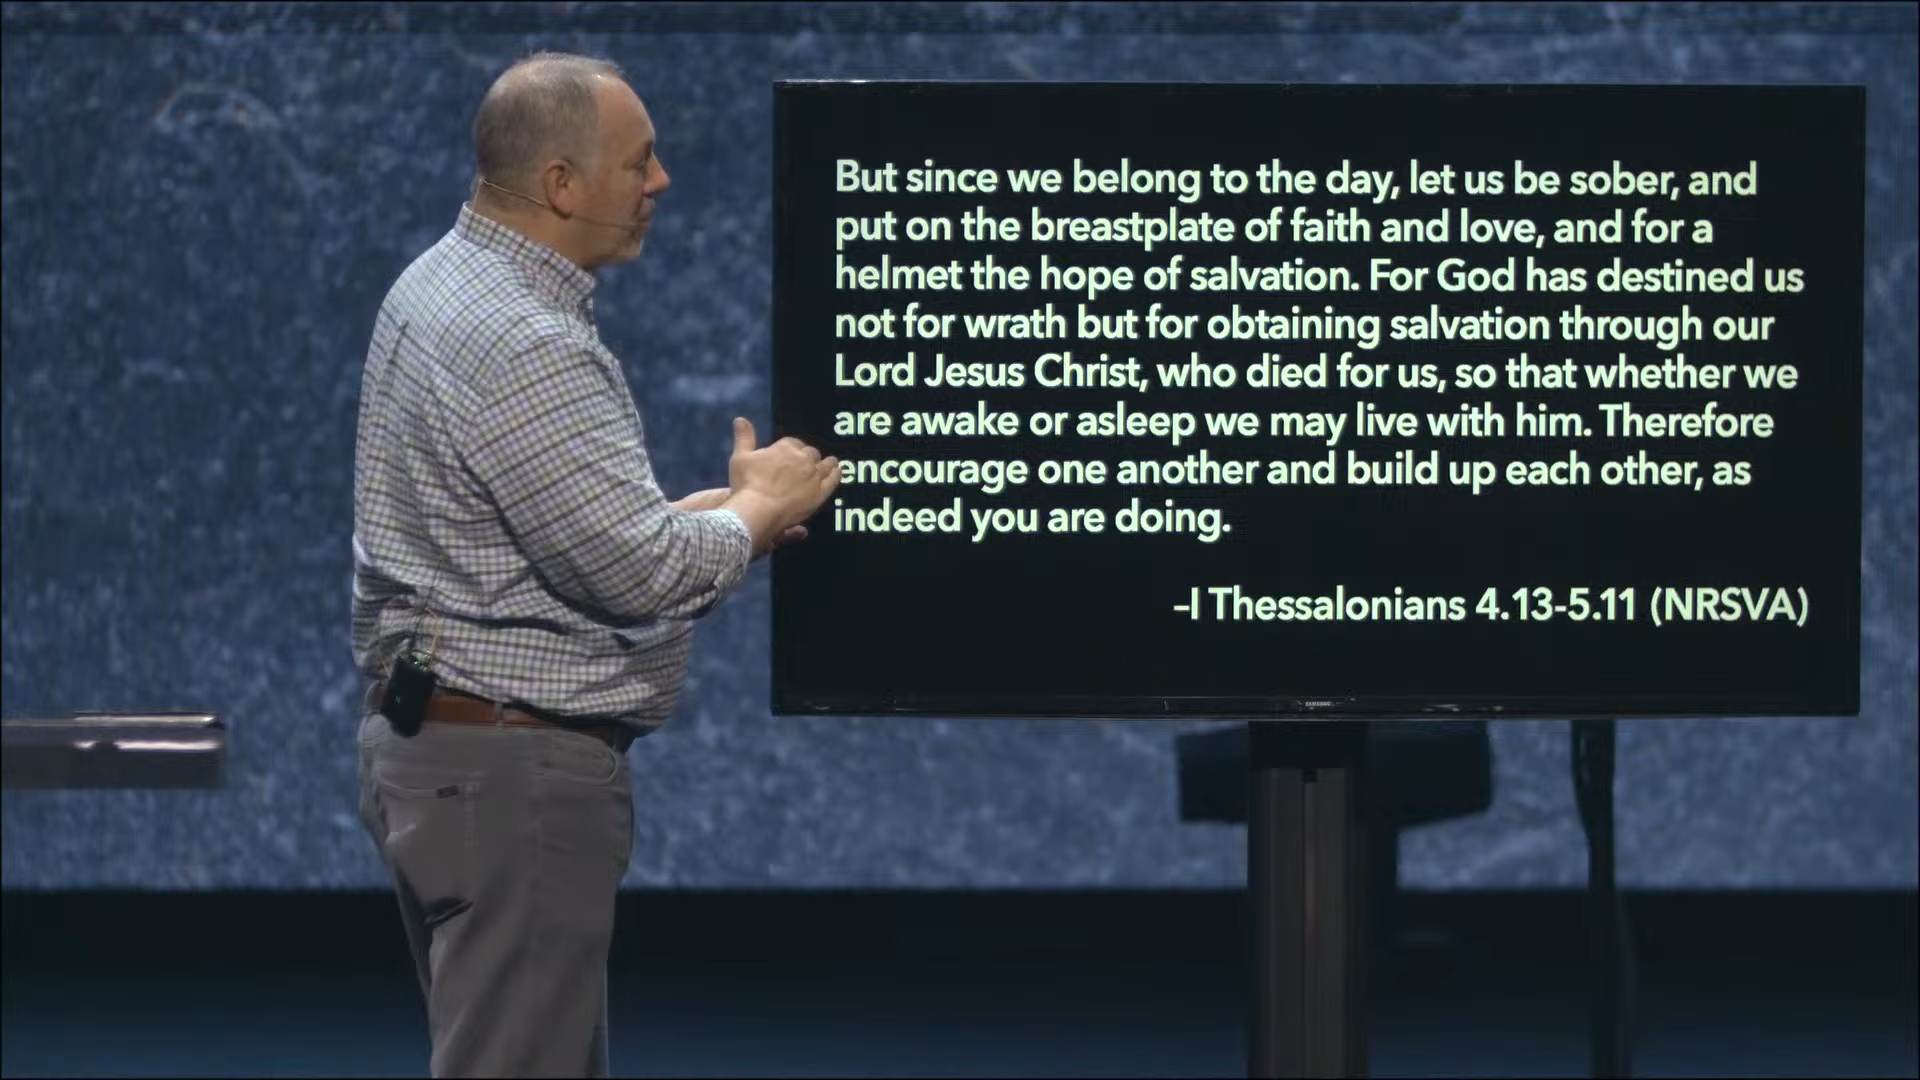 But since we belong to the day, let us be sober, and
put on the breastplate of faith and love, and for a
helmet the hope of salvation. For God has destined us
not for wrath but for obtaining salvation through our
Lord Jesus Christ, who died for us, so that whether we
are awake or asleep we may live with him. Therefore
encourage one another and build up each other, as
indeed you are doing.
–I Thessalonians 4.13-5.11 (NRSVA)
SAMSUNG